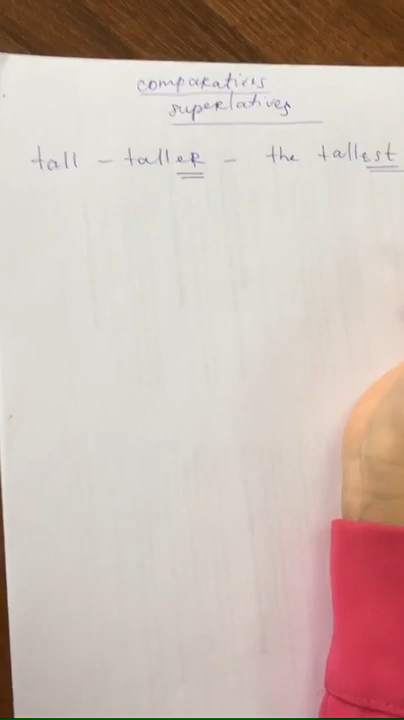 comparatives
superlatives
tall - taller - the tallest